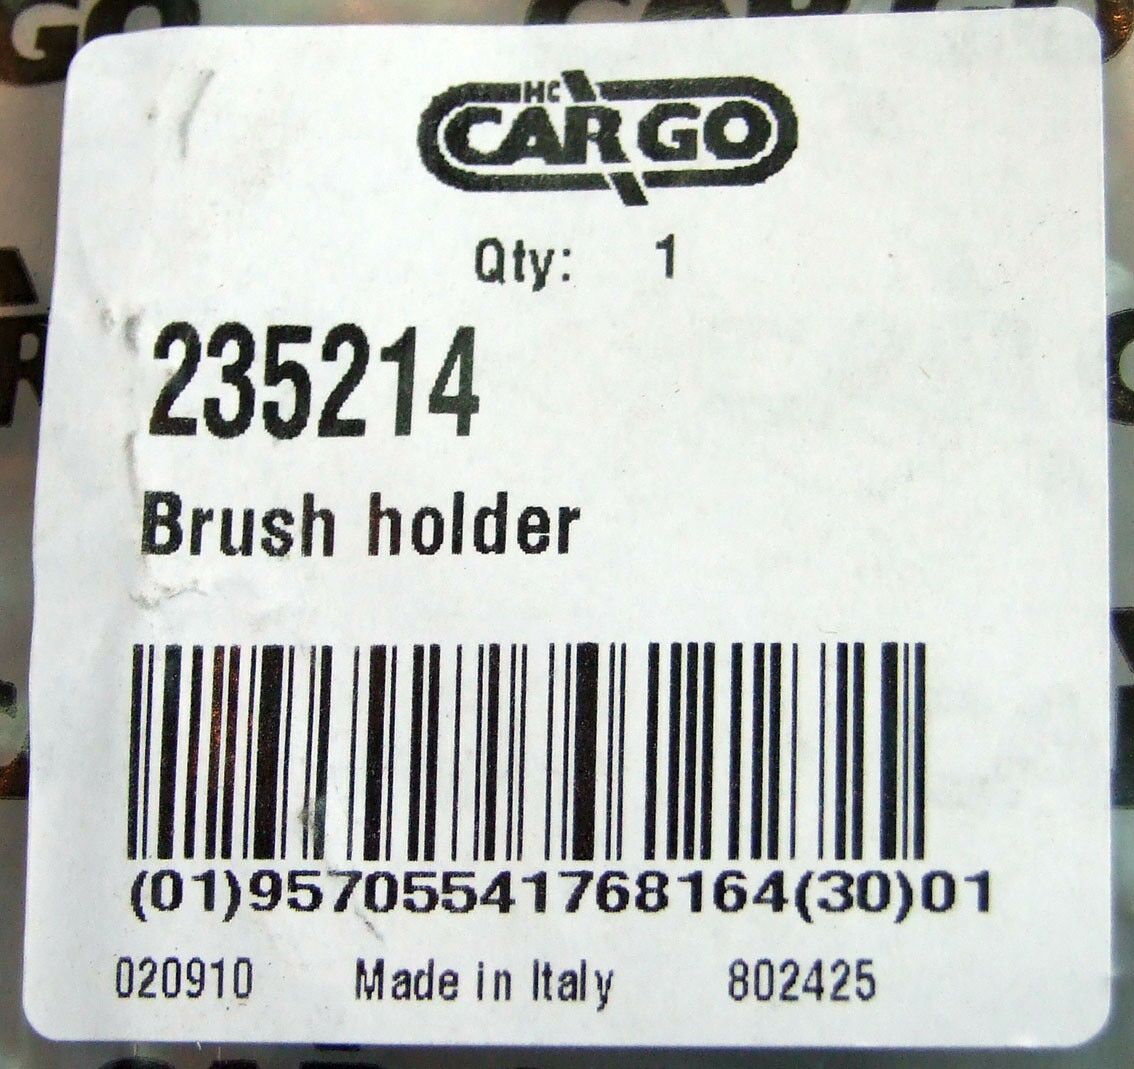 HC
CARGO
Qty: 1
235214
Brush holder
(01)95705541768164(30)01
020910 Made in Italy 802425